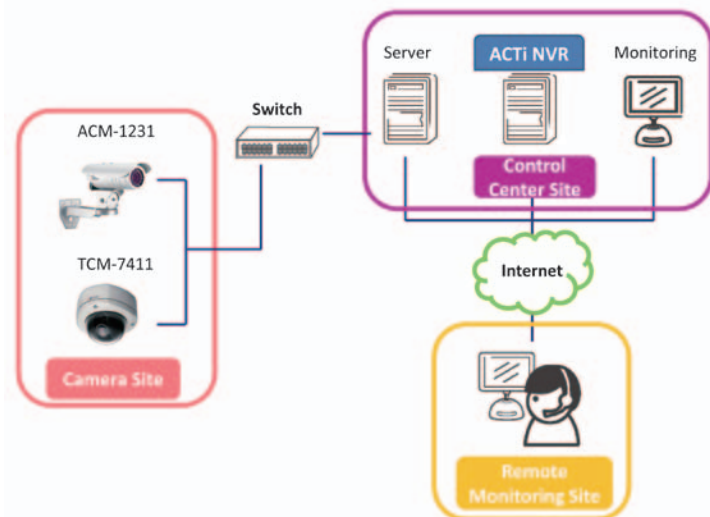 Server
ACTi NVR
Monitoring
Switch
ACM-1231
TCM-7411
Camera Site
Control
Center Site
Internet
Remote
Monitoring Site